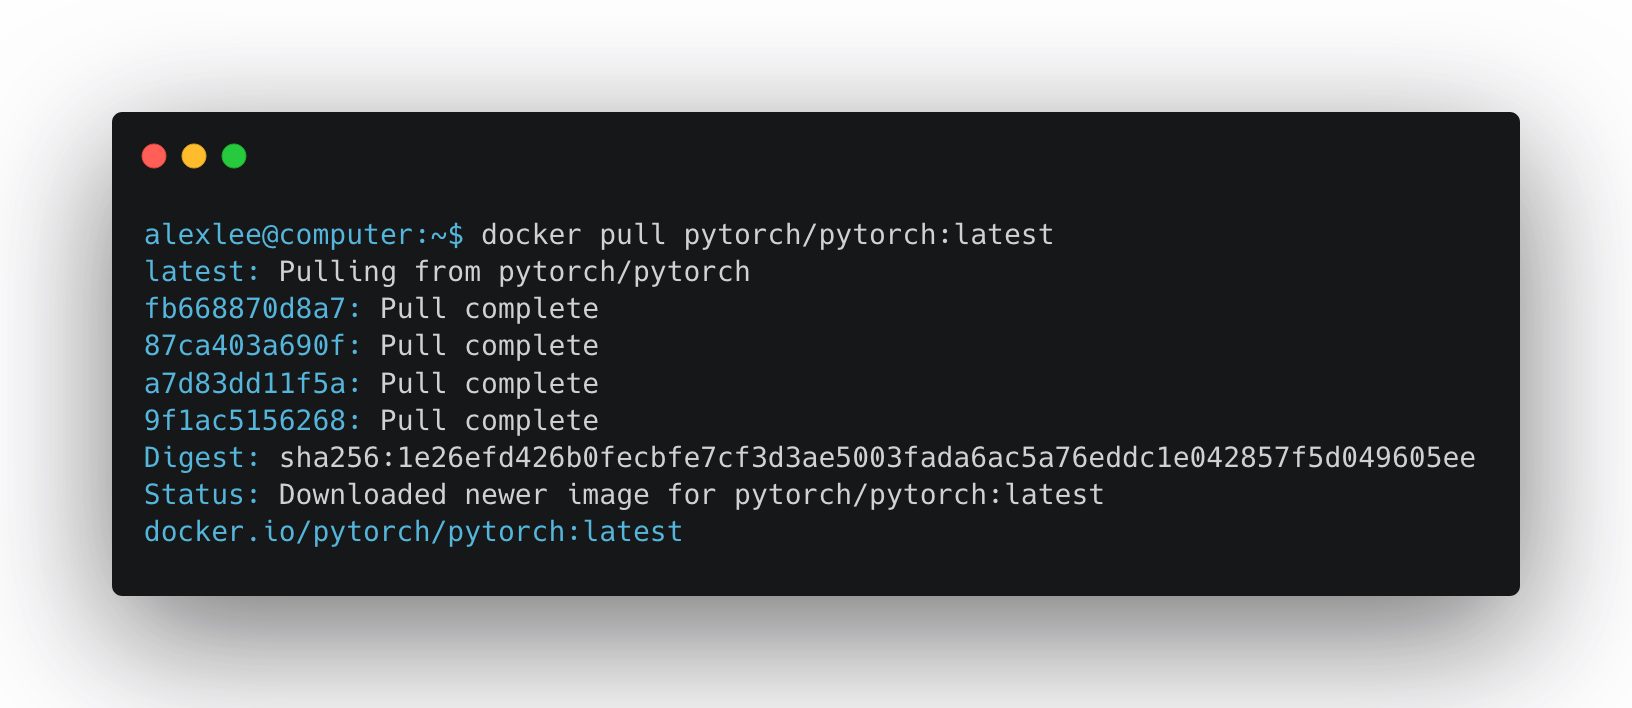 alexlee@computer:~$ docker pull pytorch/pytorch:latest
latest: Pulling from pytorch/pytorch
fb668870d8a7: Pull complete
87ca403a690f: Pull complete
a7d83dd11f5a: Pull complete
9f1ac5156268: Pull complete
Digest: sha256:1e26efd426b0fecbfe7cf3d3ae5003fada6ac5a76eddc1e042857f5d049605ee
Status: Downloaded newer image for pytorch/pytorch:latest
docker.io/pytorch/pytorch:latest